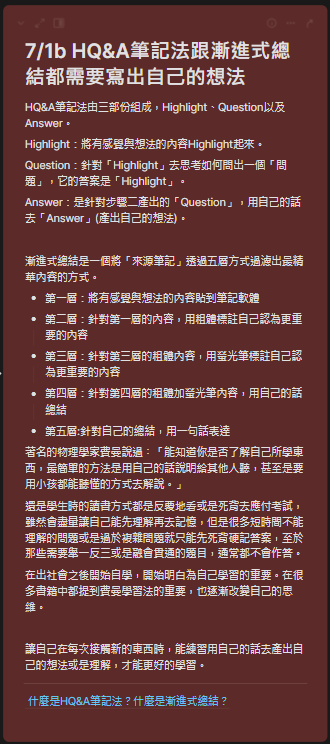 7/1b HQ&A筆記法跟漸進式總
結都需要寫出自己的想法
HQ&A筆記法由三部份組成，Highlight、Question以及
Answer。
Highlight：將有感覺與想法的內容Highlight起來。
Question：針對「Highlight」去思考如何問出一個「問
題」，它的答案是「Highlight」。
Answer：是針對步驟二產出的「Question」，用自己的話
去「Answer」(產出自己的想法)。
漸進式總結是一個將「來源筆記」透過五層方式過濾出最精
華內容的方式。
• 第一層：將有感覺與想法的內容貼到筆記軟體
• 第二層：針對第一層的內容，用粗體標註自己認為更重
要的內容
• 第三層：針對第二層的粗體內容，用螢光筆標註自己認
為更重要的內容
• 第四層：針對第四層的粗體加螢光筆內容，用自己的話
總結
• 第五層:針對自己的總結，用一句話表達
著名的物理學家費曼說過：「能知道你是否了解自己所學東
西，最簡單的方法是用自己的話說明給其他人聽，甚至是要
用小孩都能聽懂的方式去解說。」
還是學生時的讀書方式都是反覆地看或是死背去應付考試，
雖然會盡量讓自己能先理解再去記憶，但是很多短時間不能
理解的問題或是過於複雜問題就只能先死背硬記答案，至於
那些需要舉一反三或是融會貫通的題目，通常都不會作答。
在出社會之後開始自學，開始明白為自己學習的重要。在很
多書籍中都提到費曼學習法的重要，也逐漸改變自己的思
維。
讓自己在每次接觸新的東西時，能練習用自己的話去產出自
己的想法或是理解，才能更好的學習。
什麼是HQ&A筆記法？什麼是漸進式總結？